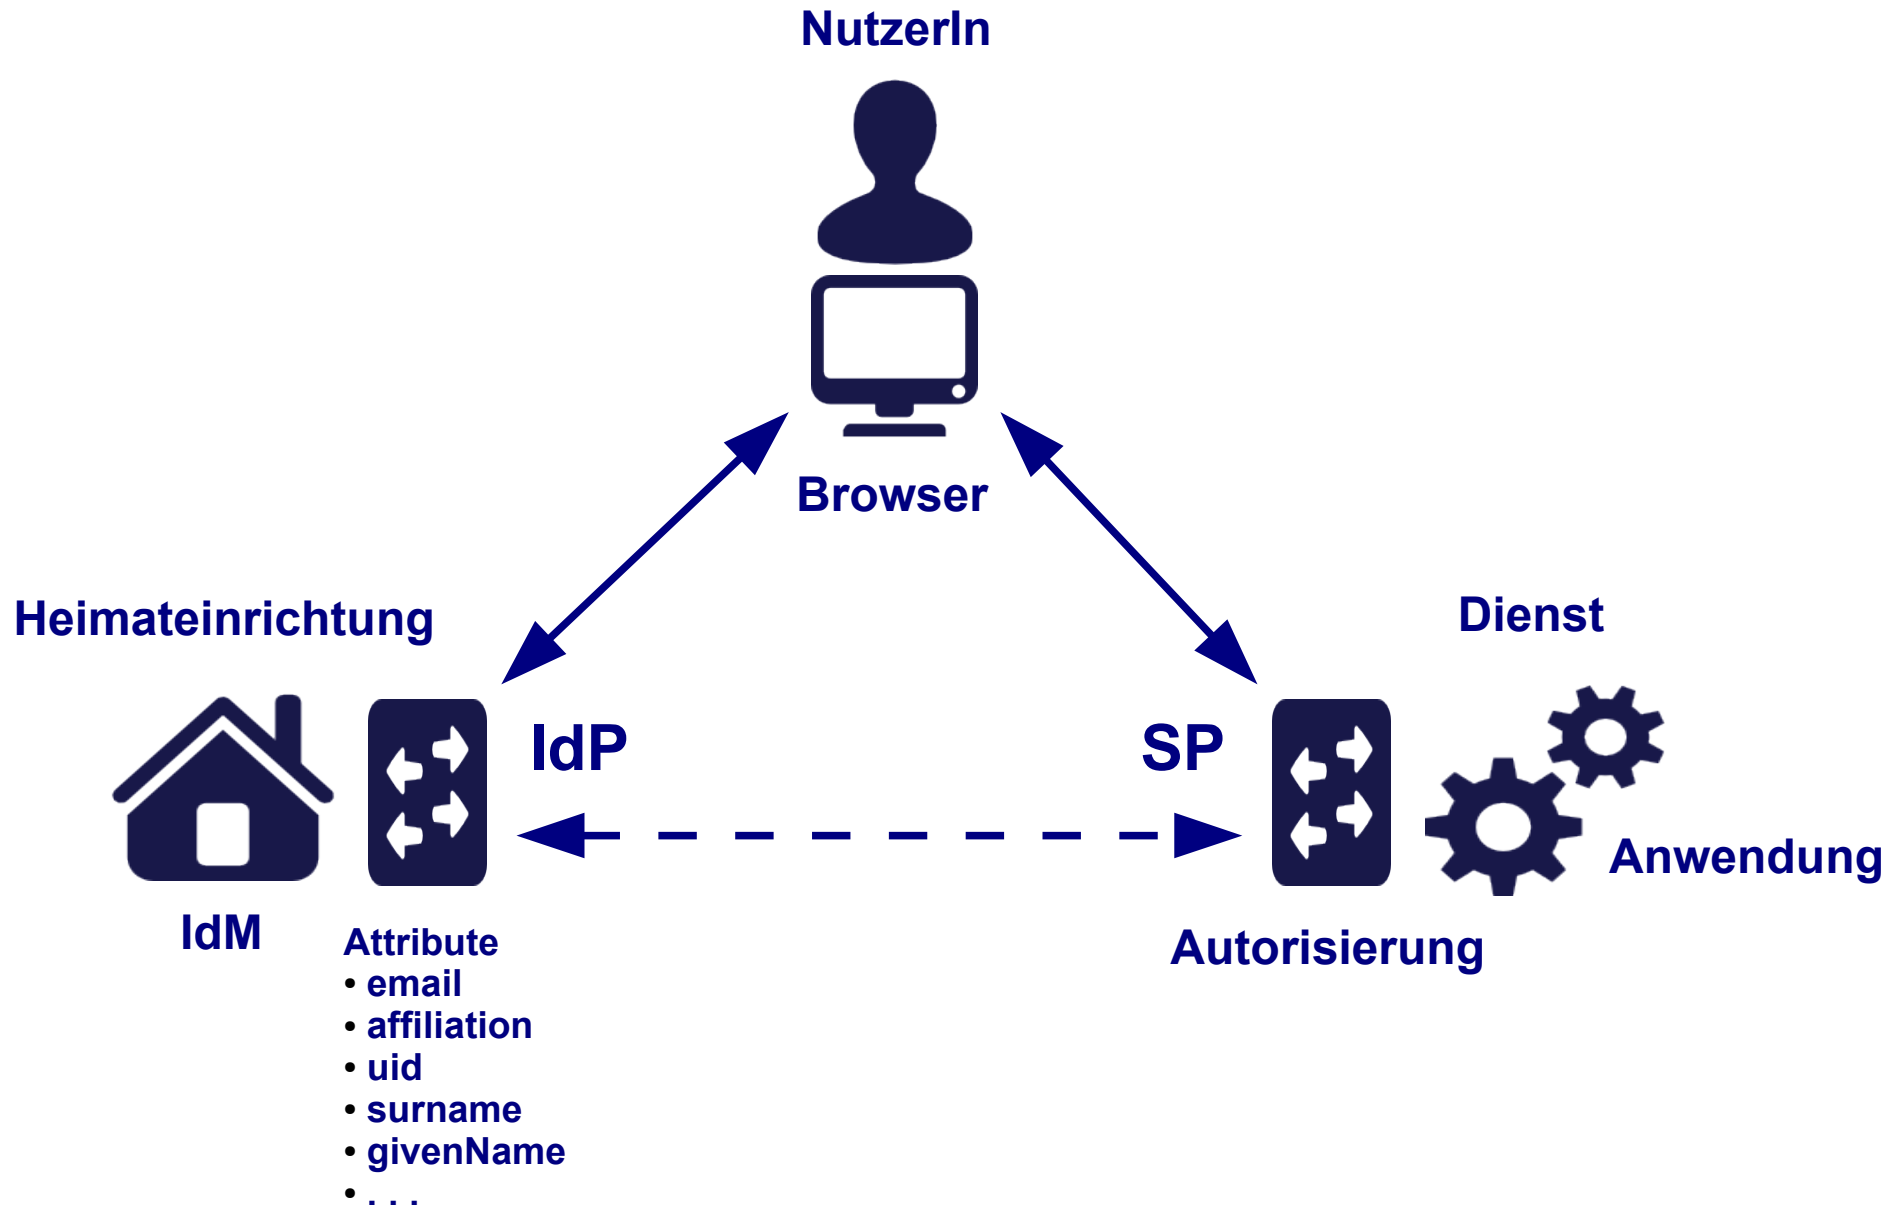 NutzerIn
Browser
Heimateinrichtung
Dienst
IdP
SP
Anwendung
IdM
Autorisierung
Attribute
• email
• affiliation
• uid
• surname
• givenName
• . . .